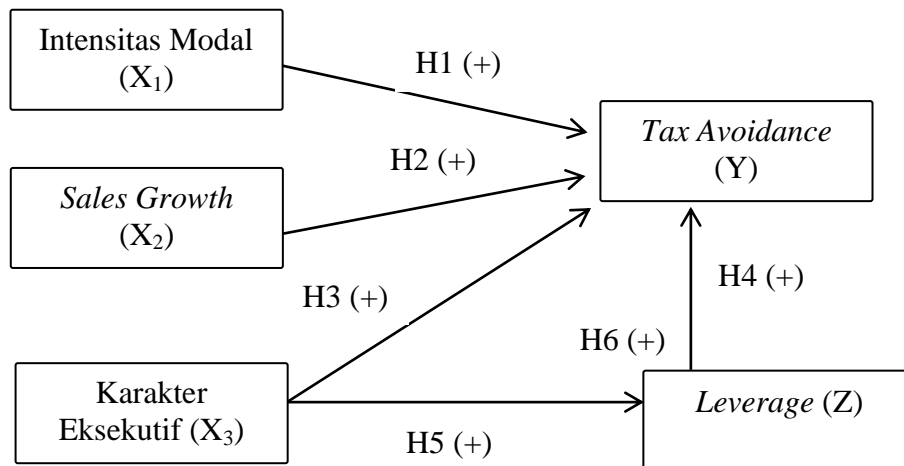 Intensitas Modal
(X₁)
H1 (+)
Tax Avoidance
(Y)
H2 (+)
Sales Growth
(X₂)
H3 (+)
H4 (+)
H6 (+)
Karakter
Eksekutif (X₃)
Leverage (Z)
H5 (+)